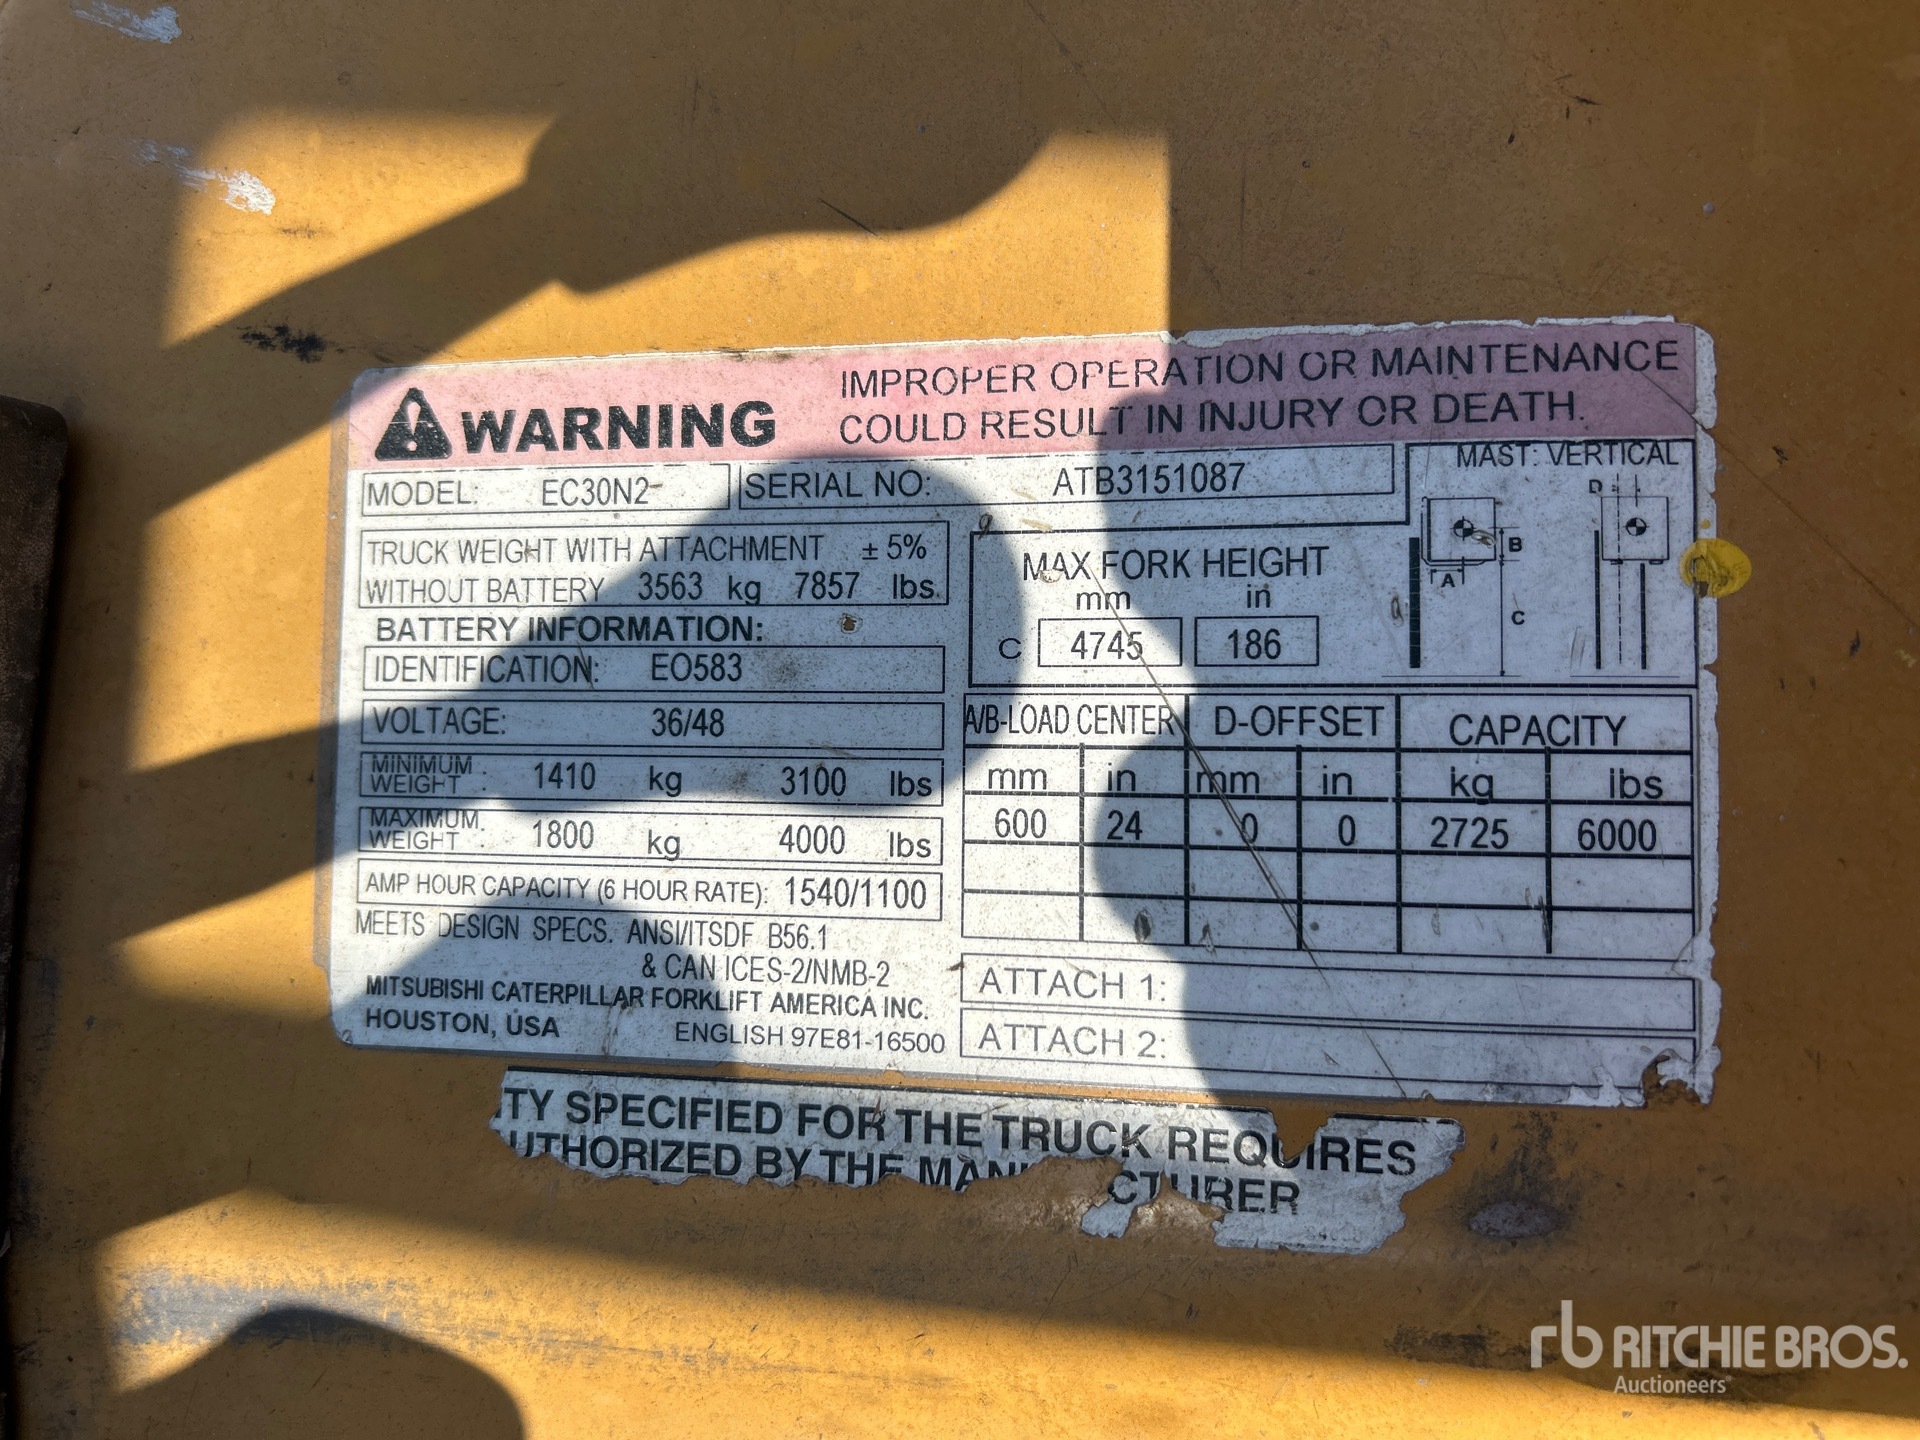 WARNING
IMPROPER OPERATION OR MAINTENANCE
COULD RESULT IN INJURY OR DEATH.
MODEL: EC30N2
SERIAL NO: ATB3151087
MAST: VERTICAL
TRUCK WEIGHT WITH ATTACHMENT ± 5%
WITHOUT BATTERY 3563 kg 7857 lbs
BATTERY INFORMATION:
IDENTIFICATION: EO583
VOLTAGE: 36/48
MINIMUM WEIGHT : 1410 kg 3100 lbs
MAXIMUM WEIGHT : 1800 kg 4000 lbs
AMP HOUR CAPACITY (6 HOUR RATE): 1540/1100
MEETS DESIGN SPECS. ANSI/ITSDF B56.1
& CAN ICES-2/NMB-2
MITSUBISHI CATERPILLAR FORKLIFT AMERICA INC.
HOUSTON, USA ENGLISH 97E81-16500
MAX FORK HEIGHT
mm in
C 4745 186
D
B
A
C
A/B-LOAD CENTER D-OFFSET CAPACITY
mm in mm in kg lbs
600 24 0 0 2725 6000
ATTACH 1:
ATTACH 2:
TY SPECIFIED FOR THE TRUCK REQUIRES
UTHORIZED BY THE MAN CTURER
rb RITCHIE BROS.
Auctioneers